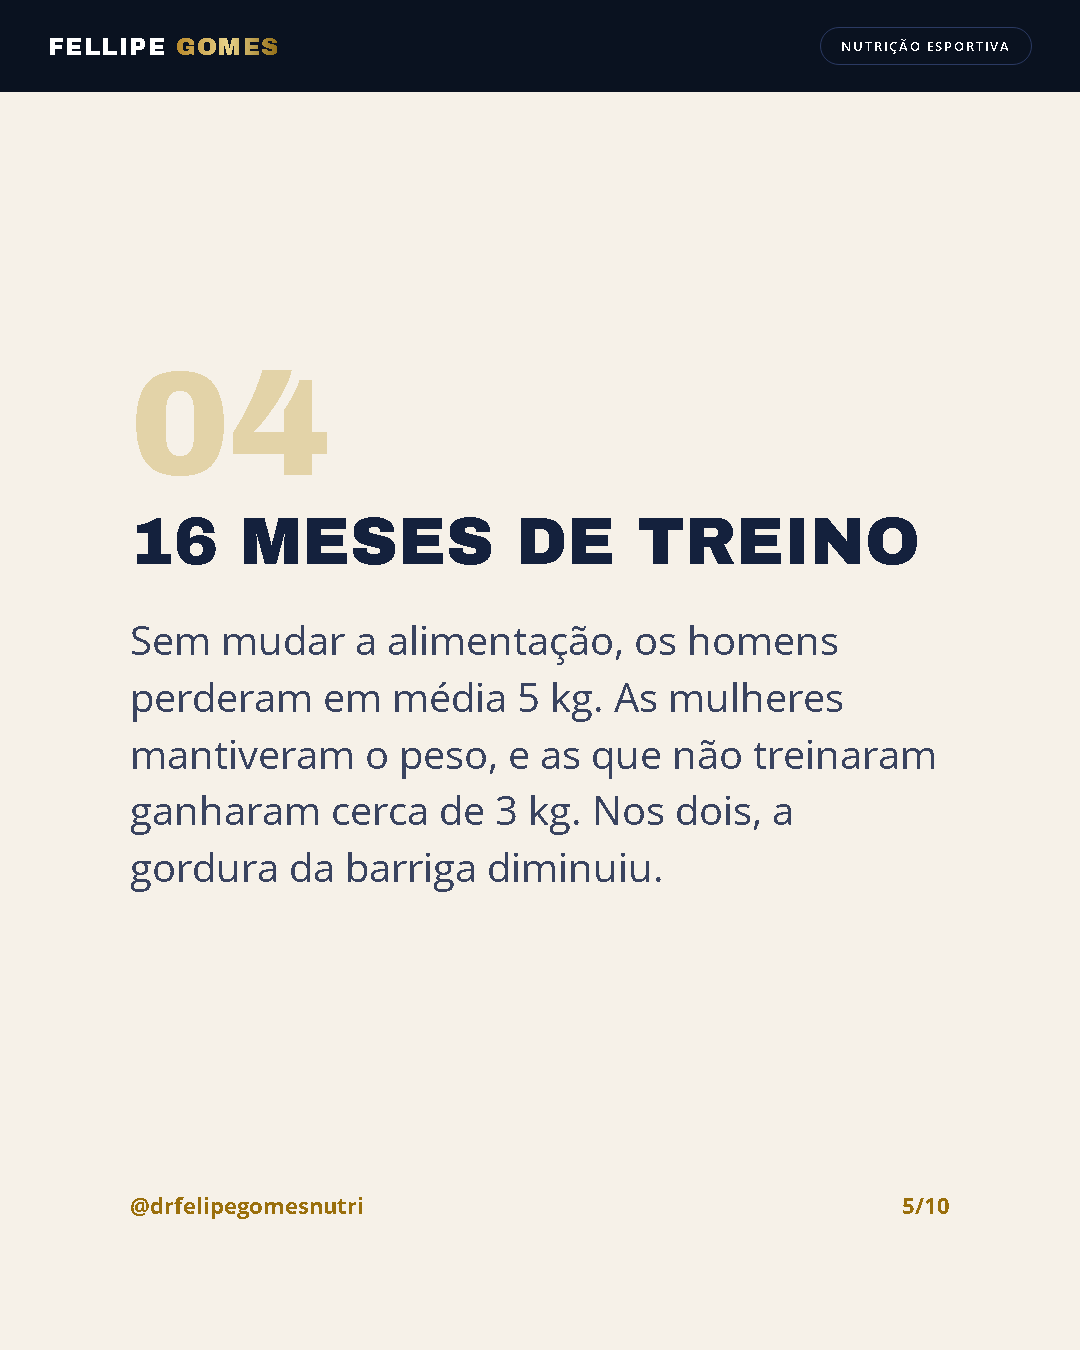 FELLIPE GOMES
NUTRIÇÃO ESPORTIVA
04
16 MESES DE TREINO
Sem mudar a alimentação, os homens
perderam em média 5 kg. As mulheres
mantiveram o peso, e as que não treinaram
ganharam cerca de 3 kg. Nos dois, a
gordura da barriga diminuiu.
@drfelipegomesnutri
5/10